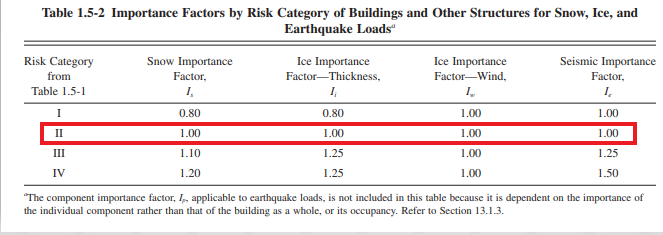 Table 1.5-2 Importance Factors by Risk Category of Buildings and Other Structures for Snow, Ice, and
Earthquake Loadsᵃ
Risk Category from Table 1.5-1 Snow Importance Factor, Iₛ Ice Importance Factor—Thickness, Iᵢ Ice Importance Factor—Wind, I_w Seismic Importance Factor, Iₑ
I 0.80 0.80 1.00 1.00
II 1.00 1.00 1.00 1.00
III 1.10 1.25 1.00 1.25
IV 1.20 1.25 1.00 1.50
ᵃThe component importance factor, Iₚ, applicable to earthquake loads, is not included in this table because it is dependent on the importance of
the individual component rather than that of the building as a whole, or its occupancy. Refer to Section 13.1.3.